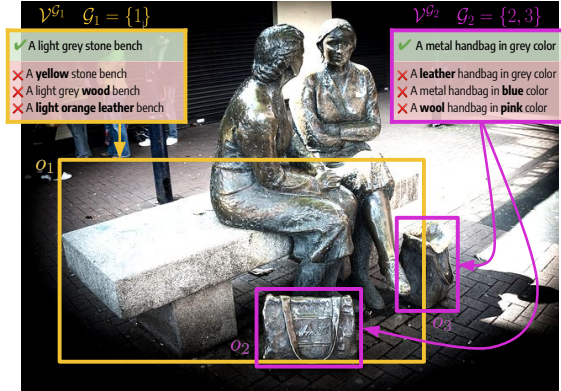 𝒱^𝒢₁ 𝒢₁ = {1}
✓ A light grey stone bench
✗ A yellow stone bench
✗ A light grey wood bench
✗ A light orange leather bench
𝒱^𝒢₂ 𝒢₂ = {2, 3}
✓ A metal handbag in grey color
✗ A leather handbag in grey color
✗ A metal handbag in blue color
✗ A wool handbag in pink color
o₁
o₂
o₃